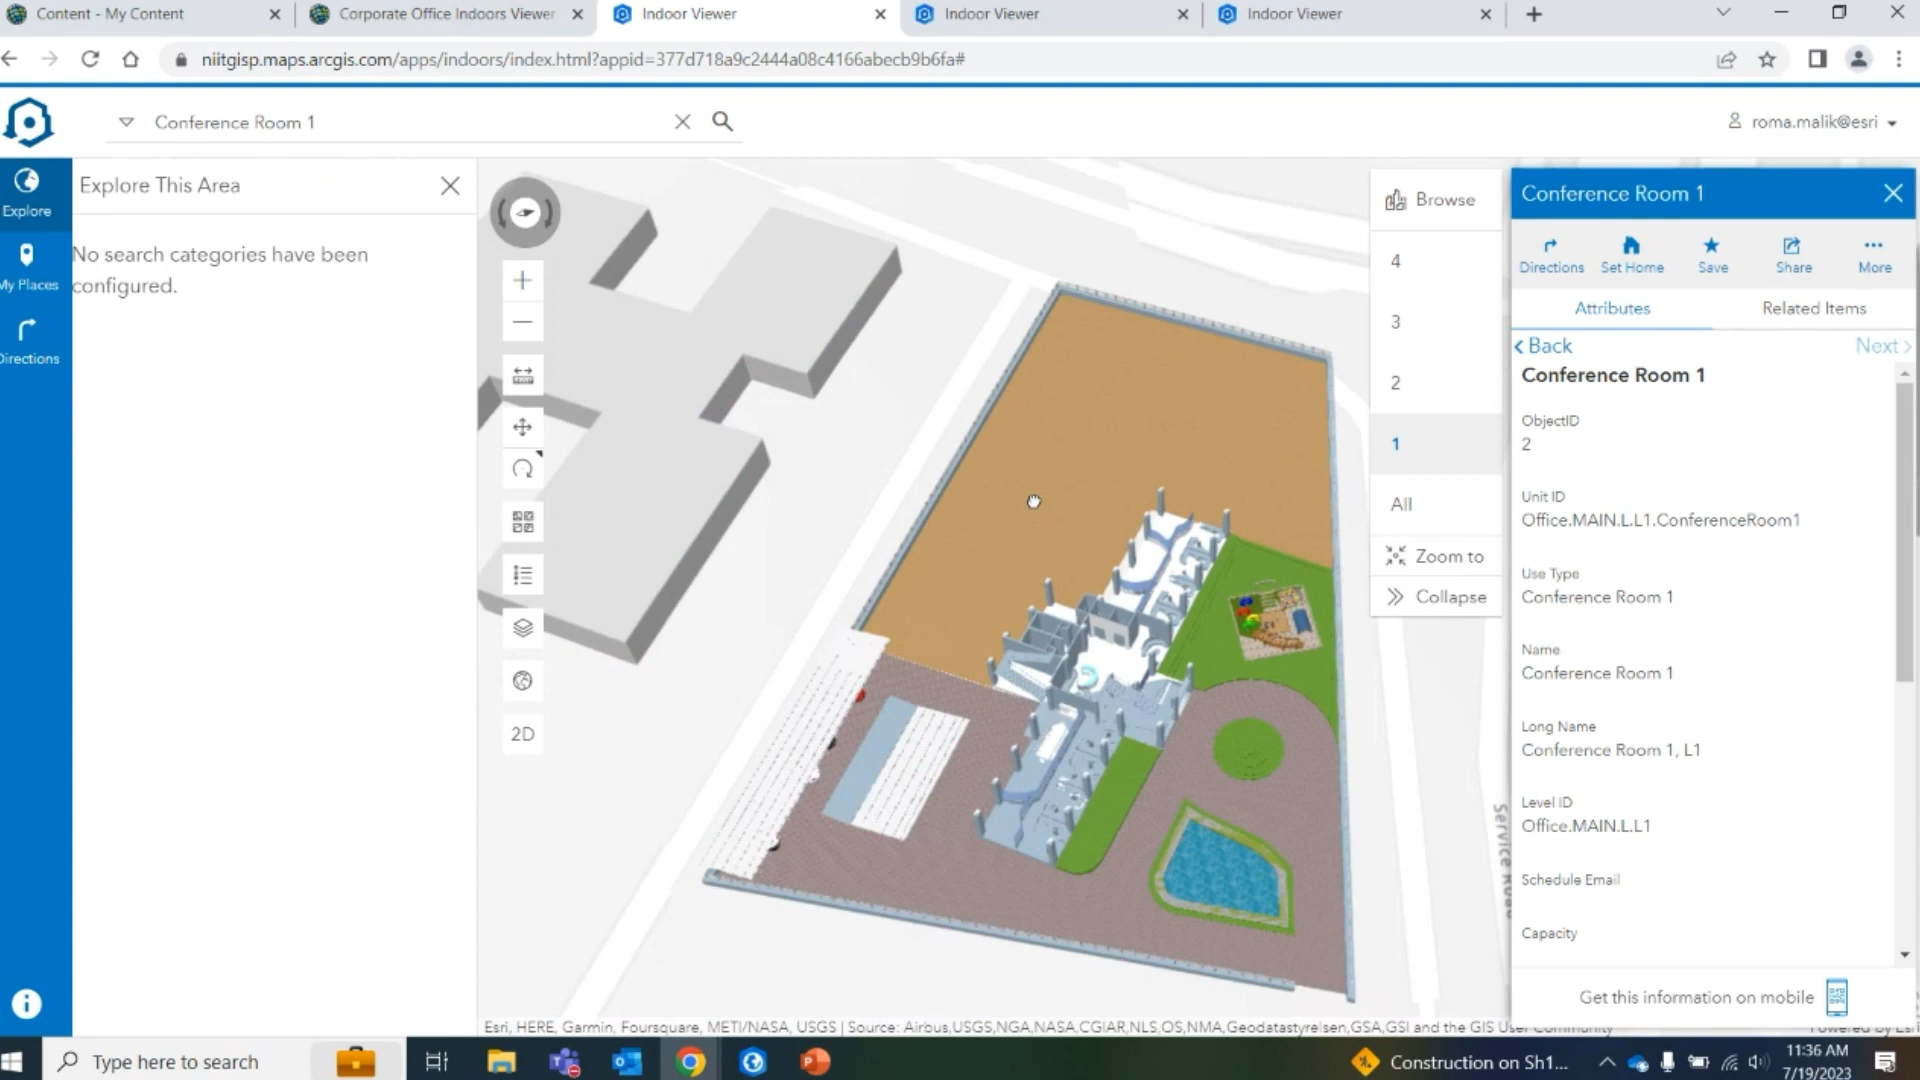 Content - My Content
Corporate Office Indoors Viewer
Indoor Viewer
Indoor Viewer
Indoor Viewer
niitgisp.maps.arcgis.com/apps/indoors/index.html?appid=377d718a9c2444a08c4166abecb9b6fa#
Conference Room 1
roma.malik@esri
Explore
My Places
Directions
Explore This Area
No search categories have been
configured.
2D
Browse
4
3
2
1
All
Zoom to
Collapse
Service Road
Conference Room 1
Directions
Set Home
Save
Share
More
Attributes
Related Items
Back
Next
Conference Room 1
ObjectID
2
Unit ID
Office.MAIN.L.L1.ConferenceRoom1
Use Type
Conference Room 1
Name
Conference Room 1
Long Name
Conference Room 1, L1
Level ID
Office.MAIN.L.L1
Schedule Email
Capacity
Get this information on mobile
Esri, HERE, Garmin, Foursquare, METI/NASA, USGS | Source: Airbus,USGS,NGA,NASA,CGIAR,NLS,OS,NMA,Geodatastyrelsen,GSA,GSI and the GIS User Community
Powered by Esri
Type here to search
Construction on Sh1...
11:36 AM
7/19/2023